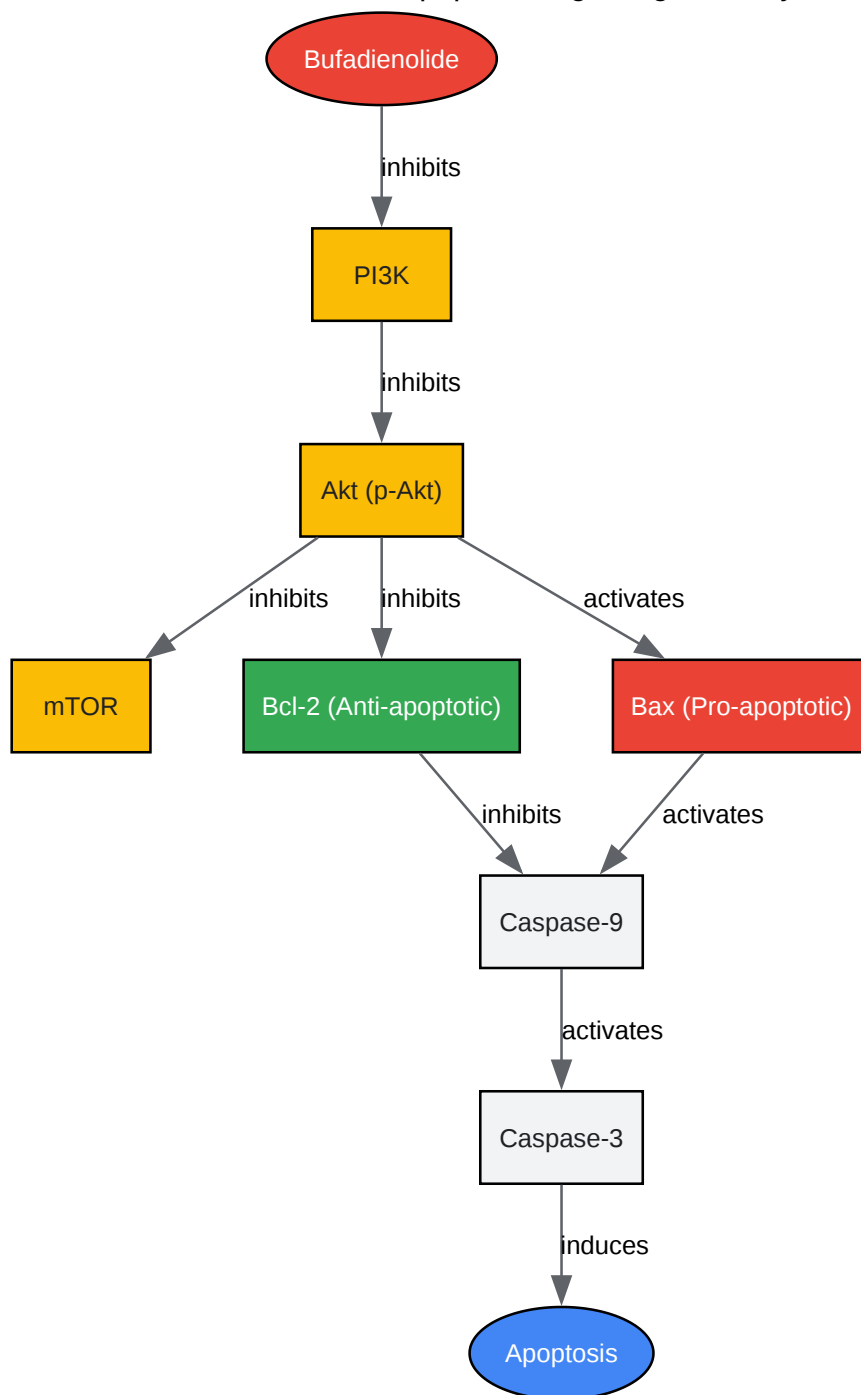 Bufadienolide
inhibits
PI3K
inhibits
Akt (p-Akt)
inhibits
inhibits
activates
mTOR
Bcl-2 (Anti-apoptotic)
Bax (Pro-apoptotic)
inhibits
activates
Caspase-9
activates
Caspase-3
induces
Apoptosis